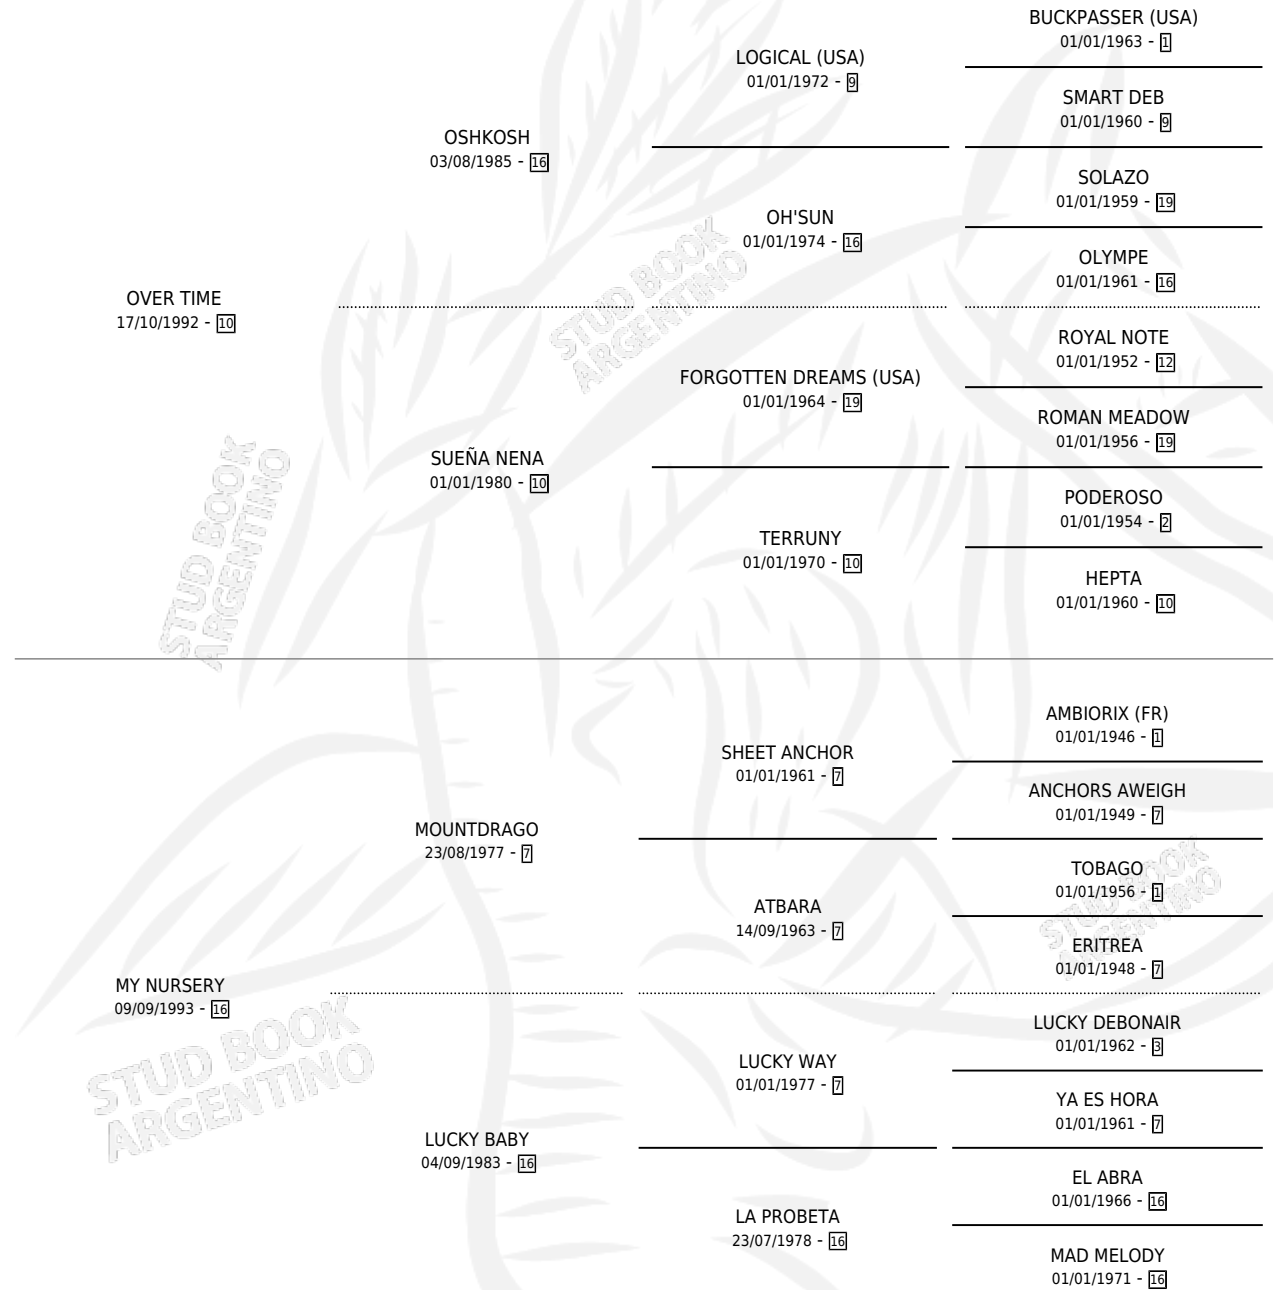 BUCKPASSER (USA)
01/01/1963 - 1
LOGICAL (USA)
01/01/1972 - 9
SMART DEB
01/01/1960 - 9
OSHKOSH
03/08/1985 - 16
SOLAZO
01/01/1959 - 19
OH'SUN
01/01/1974 - 16
OLYMPE
01/01/1961 - 16
OVER TIME
17/10/1992 - 10
ROYAL NOTE
01/01/1952 - 12
FORGOTTEN DREAMS (USA)
01/01/1964 - 19
ROMAN MEADOW
01/01/1956 - 19
SUEÑA NENA
01/01/1980 - 10
PODEROSO
01/01/1954 - 2
TERRUNY
01/01/1970 - 10
HEPTA
01/01/1960 - 10
STUD BOOK
ARGENTINO
STUD BOOK
ARGENTINO
AMBIORIX (FR)
01/01/1946 - 1
SHEET ANCHOR
01/01/1961 - 7
ANCHORS AWEIGH
01/01/1949 - 7
MOUNTDRAGO
23/08/1977 - 7
TOBAGO
01/01/1956 - 1
ATBARA
14/09/1963 - 7
ERITREA
01/01/1948 - 7
STUD BOOK
ARGENTINO
MY NURSERY
09/09/1993 - 16
LUCKY DEBONAIR
01/01/1962 - 3
LUCKY WAY
01/01/1977 - 7
YA ES HORA
01/01/1961 - 7
LUCKY BABY
04/09/1983 - 16
EL ABRA
01/01/1966 - 16
LA PROBETA
23/07/1978 - 16
MAD MELODY
01/01/1971 - 16
STUD BOOK
ARGENTINO